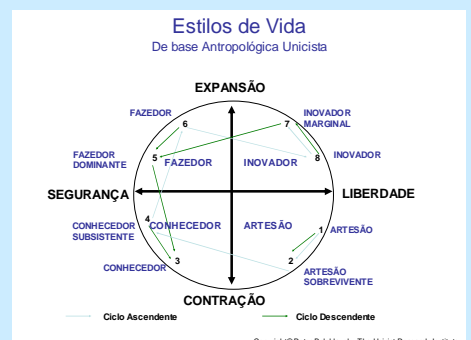 Estilos de Vida
De base Antropológica Unicista
EXPANSÃO
FAZEDOR
6
7
INOVADOR
MARGINAL
5
8
INOVADOR
FAZEDOR
DOMINANTE
FAZEDOR
INOVADOR
SEGURANÇA
LIBERDADE
CONHECEDOR
SUBSISTENTE
4
CONHECEDOR
ARTESÃO
1
ARTESÃO
CONHECEDOR
3
2
ARTESÃO
SOBREVIVENTE
CONTRAÇÃO
Ciclo Ascendente
Ciclo Descendente